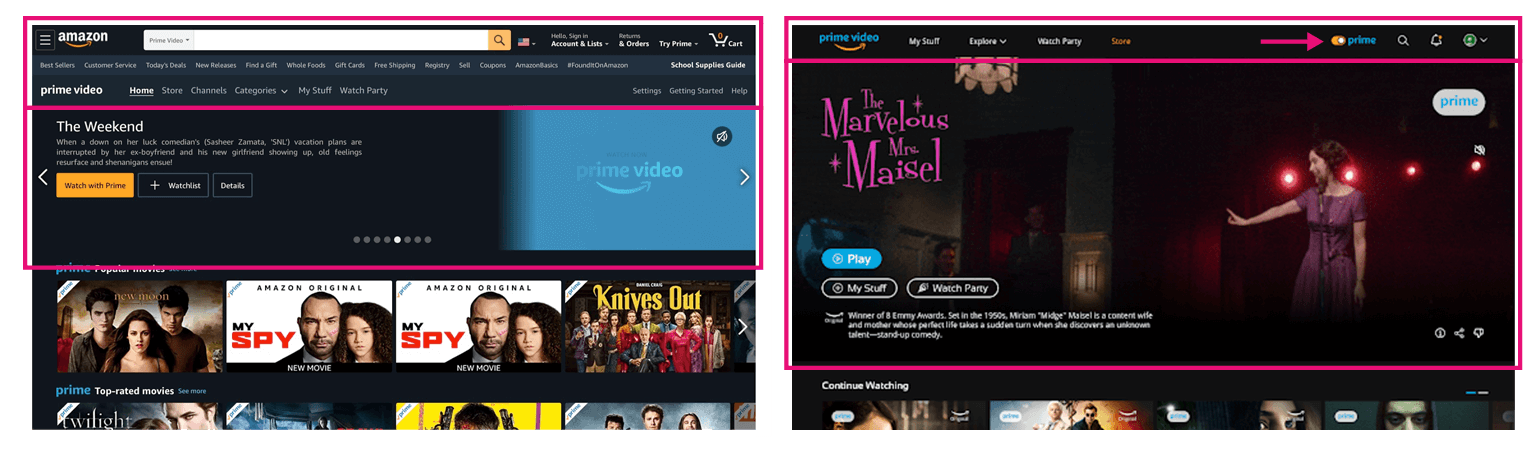 amazon
Prime Video
Hello, Sign in
Account & Lists
Returns
& Orders
Try Prime
0
Cart
Best Sellers Customer Service Today's Deals New Releases Find a Gift Whole Foods Gift Cards Free Shipping Registry Sell Coupons AmazonBasics #FoundItOnAmazon School Supplies Guide
prime video Home Store Channels Categories My Stuff Watch Party Settings Getting Started Help
The Weekend
When a down on her luck comedian's (Sasheer Zamata, 'SNL') vacation plans are
interrupted by her ex-boyfriend and his new girlfriend showing up, old feelings
resurface and shenanigans ensue!
Watch with Prime + Watchlist Details
prime video
prime Popular movies See more
prime
new moon
prime
AMAZON ORIGINAL
MY
SPY
NEW MOVIE
prime
AMAZON ORIGINAL
MY
SPY
NEW MOVIE
prime
DANIEL CRAIG
Knives Out
prime Top-rated movies See more
twilight
prime video My Stuff Explore Watch Party Store prime
The
Marvelous
Mrs.
Maisel
prime
Play
My Stuff Watch Party
Original
Winner of 8 Emmy Awards. Set in the 1950s, Miriam "Midge" Maisel is a content wife
and mother whose perfect life takes a sudden turn when she discovers an unknown
talent—stand-up comedy.
Continue Watching
prime Original prime Original prime Original prime